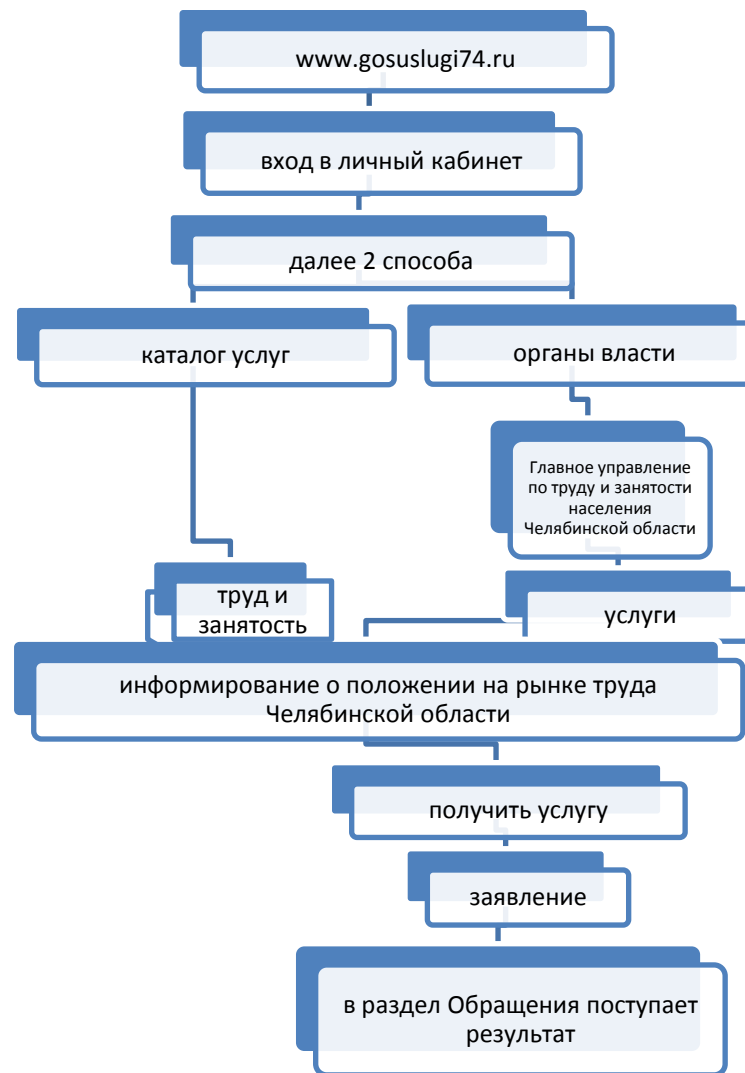 www.gosuslugi74.ru
вход в личный кабинет
далее 2 способа
каталог услуг
органы власти
Главное управление
по труду и занятости
населения
Челябинской области
труд и
занятость
услуги
информирование о положении на рынке труда
Челябинской области
получить услугу
заявление
в раздел Обращения поступает
результат